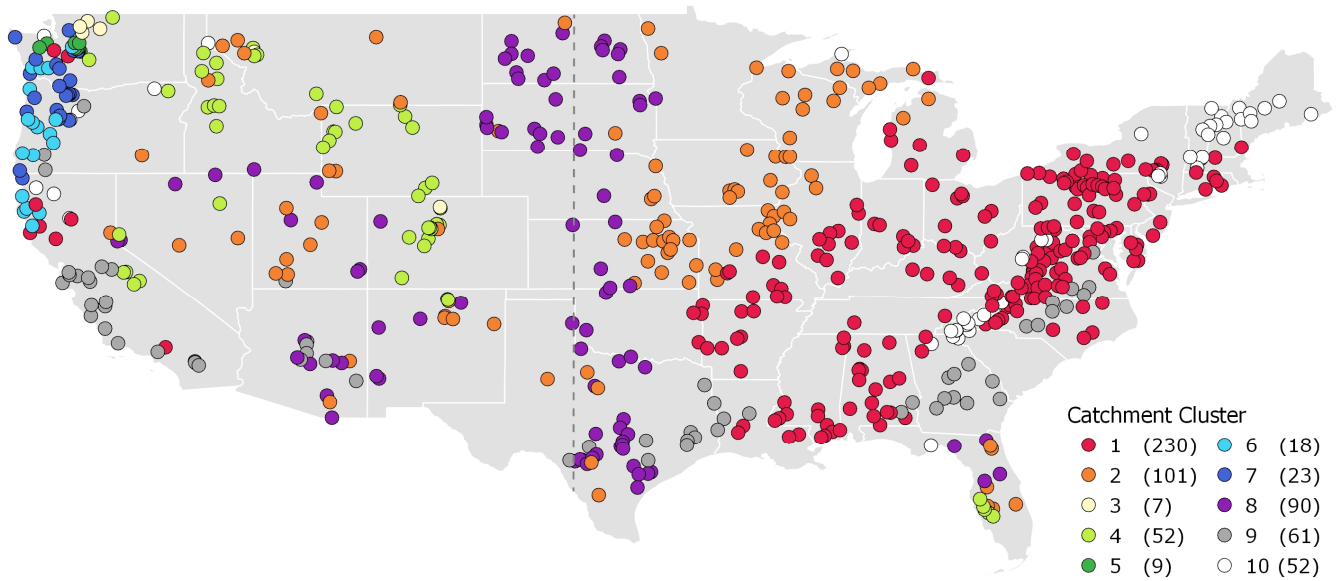 Catchment Cluster
1 (230) 6 (18)
2 (101) 7 (23)
3 (7) 8 (90)
4 (52) 9 (61)
5 (9) 10 (52)